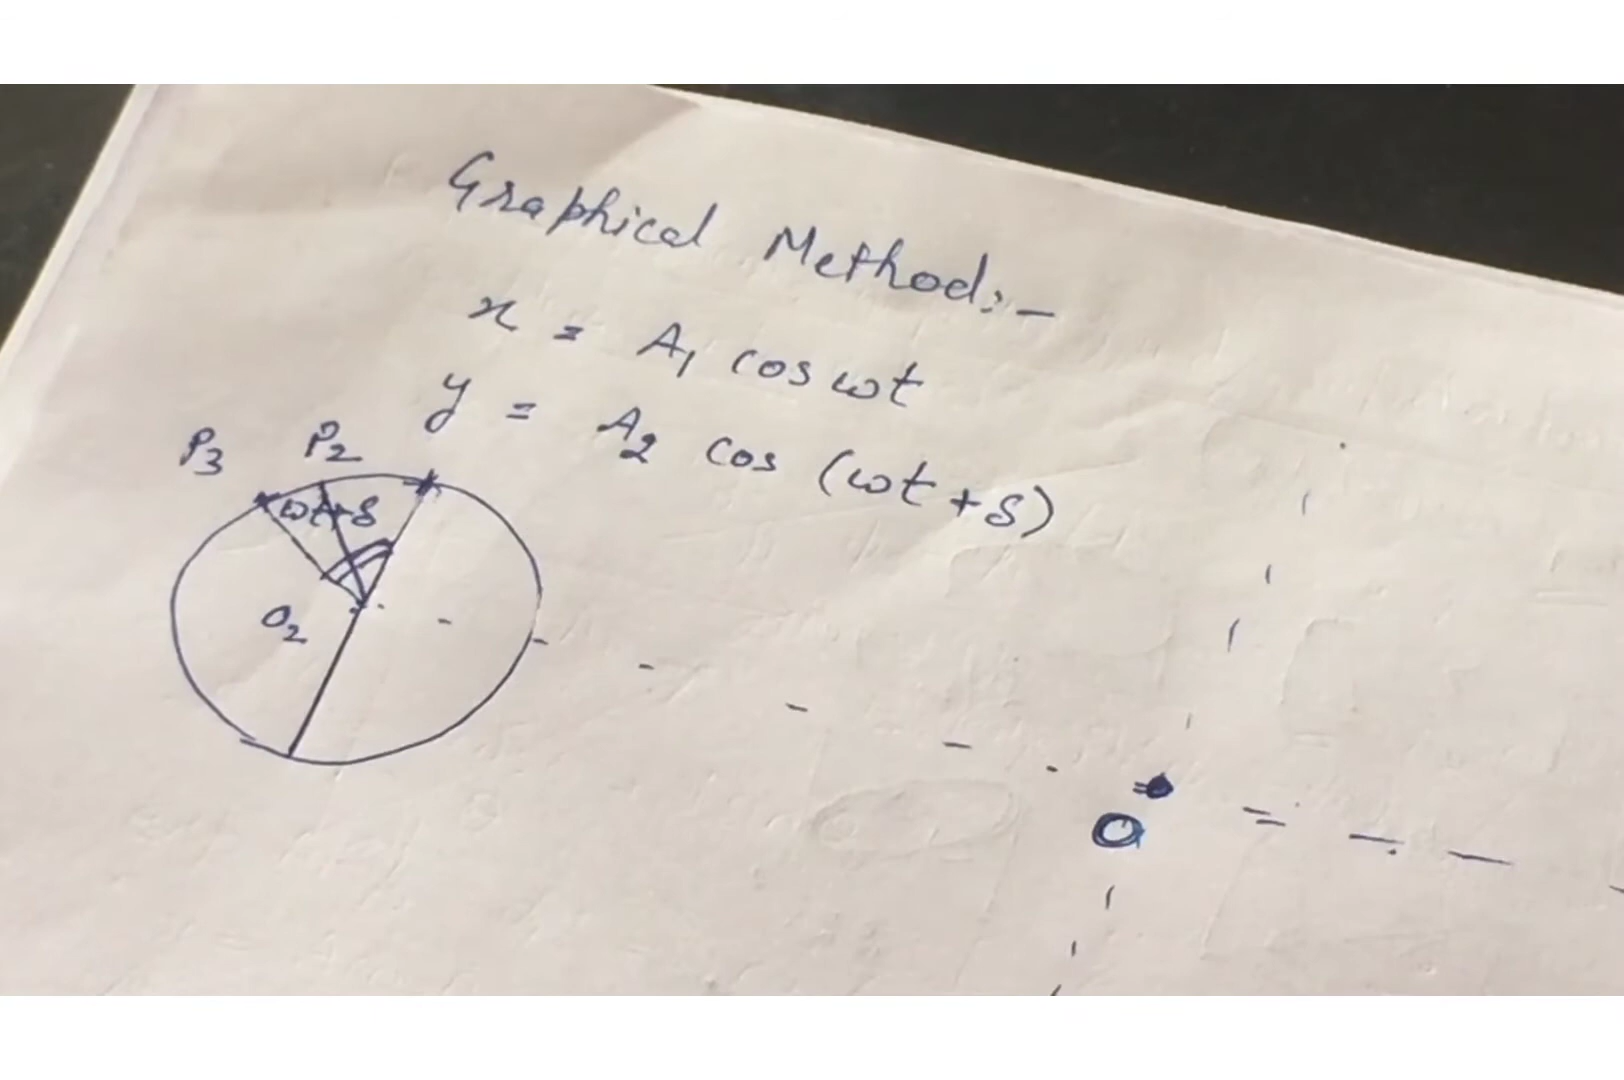 Graphical Method:-
x = A₁ cos ωt
y = A₂ cos (ωt + δ)
P₃ P₂
ωt+δ
O₂
O